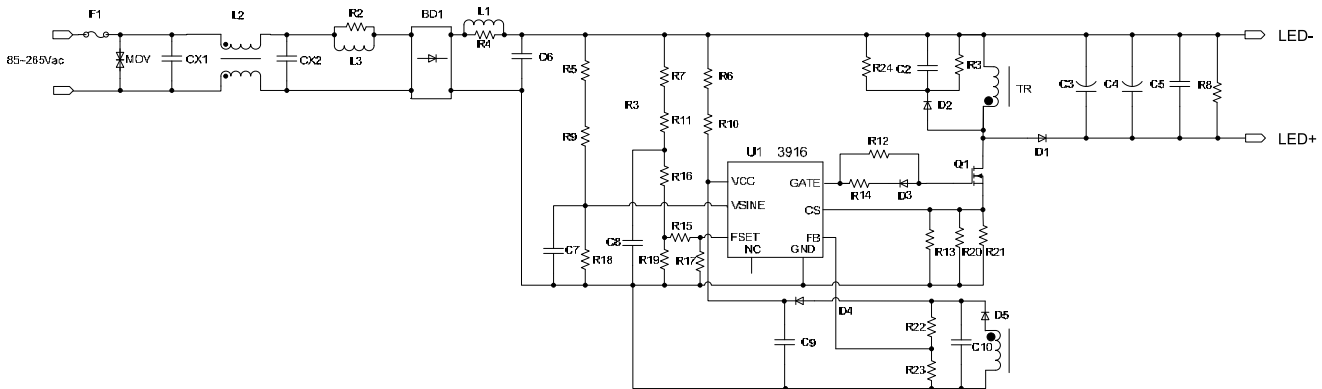 F1
L2
R2
L3
BD1
L1
R4
85~265Vac
MOV
CX1
CX2
C6
R5
R7
R6
R24
C2
R3
TR
C3
C4
C5
R8
LED-
R3
D2
R9
R11
R10
D1
LED+
U1 3916
R12
Q1
R16
VCC
GATE
R14
D3
VSINE
CS
R15
FSET
FB
NC
GND
C7
R18
C8
R19
R17
R13
R20
R21
D4
D5
C9
R22
C10
R23